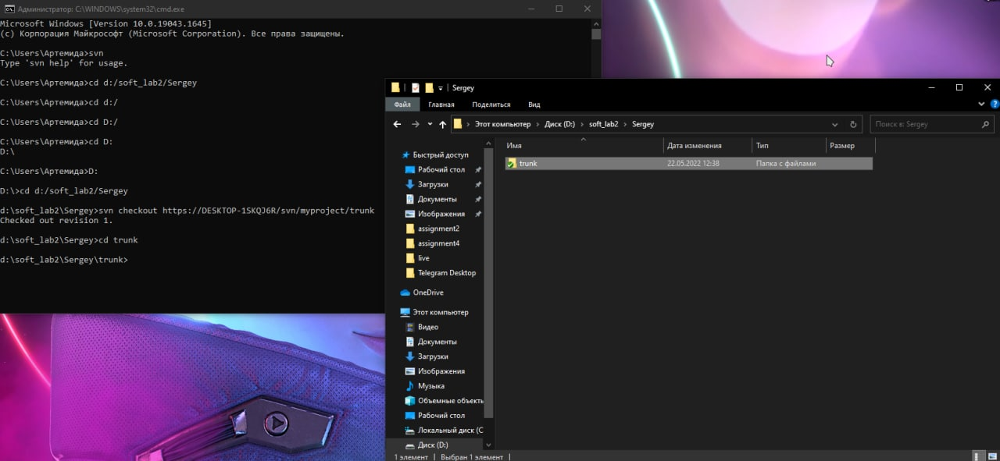 Администратор: C:\WINDOWS\system32\cmd.exe
Microsoft Windows [Version 10.0.19043.1645]
(c) Корпорация Майкрософт (Microsoft Corporation). Все права защищены.
C:\Users\Артемида>svn
Type 'svn help' for usage.
C:\Users\Артемида>cd d:/soft_lab2/Sergey
C:\Users\Артемида>cd d:/
C:\Users\Артемида>cd D:/
C:\Users\Артемида>cd D:
D:\
C:\Users\Артемида>D:
D:\>cd d:/soft_lab2/Sergey
d:\soft_lab2\Sergey>svn checkout https://DESKTOP-1SKQJ6R/svn/myproject/trunk
Checked out revision 1.
d:\soft_lab2\Sergey>cd trunk
d:\soft_lab2\Sergey\trunk>
Sergey
Файл Главная Поделиться Вид
Этот компьютер › Диск (D:) › soft_lab2 › Sergey
Поиск в: Sergey
Имя Дата изменения Тип Размер
trunk 22.05.2022 12:38 Папка с файлами
Быстрый доступ
Рабочий стол
Загрузки
Документы
Изображения
assignment2
assignment4
live
Telegram Desktop
OneDrive
Этот компьютер
Видео
Документы
Загрузки
Изображения
Музыка
Объемные объекты
Рабочий стол
Локальный диск (C
Диск (D:)
1 элемент Выбран 1 элемент